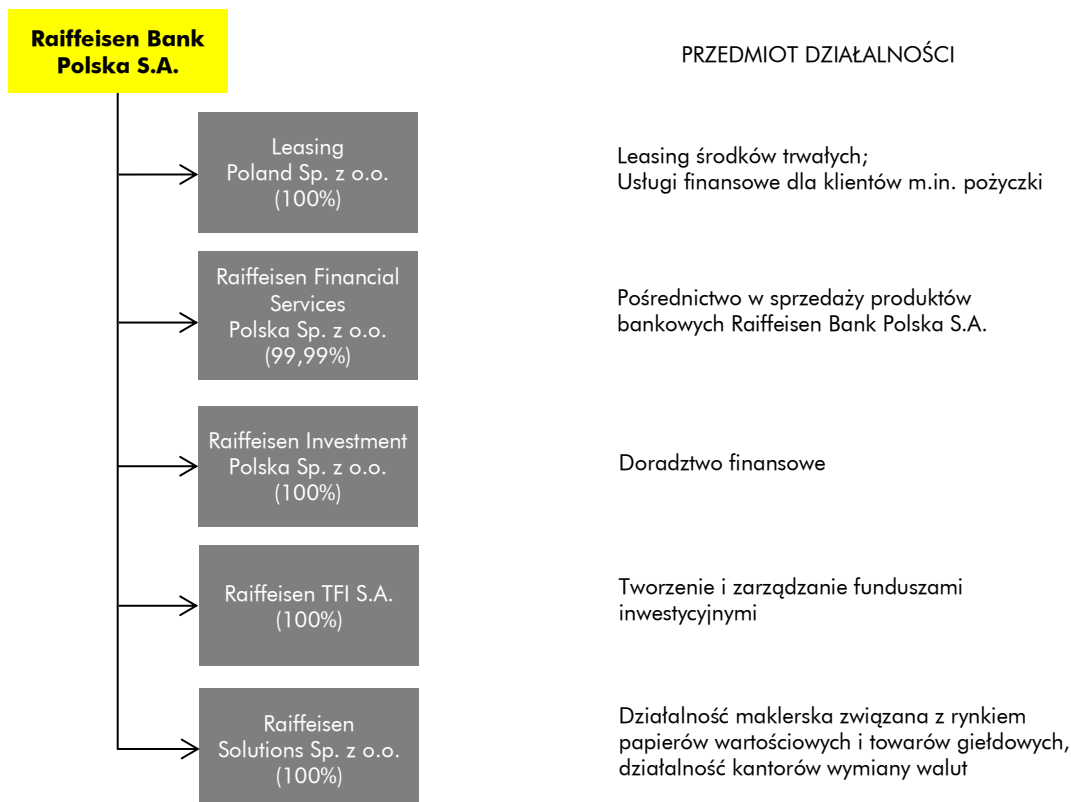 Raiffeisen Bank
Polska S.A.
PRZEDMIOT DZIAŁALNOŚCI
Leasing
Poland Sp. z o.o.
(100%)
Leasing środków trwałych;
Usługi finansowe dla klientów m.in. pożyczki
Raiffeisen Financial
Services
Polska Sp. z o.o.
(99,99%)
Pośrednictwo w sprzedaży produktów
bankowych Raiffeisen Bank Polska S.A.
Raiffeisen Investment
Polska Sp. z o.o.
(100%)
Doradztwo finansowe
Raiffeisen TFI S.A.
(100%)
Tworzenie i zarządzanie funduszami
inwestycyjnymi
Raiffeisen
Solutions Sp. z o.o.
(100%)
Działalność maklerska związana z rynkiem
papierów wartościowych i towarów giełdowych,
działalność kantorów wymiany walut